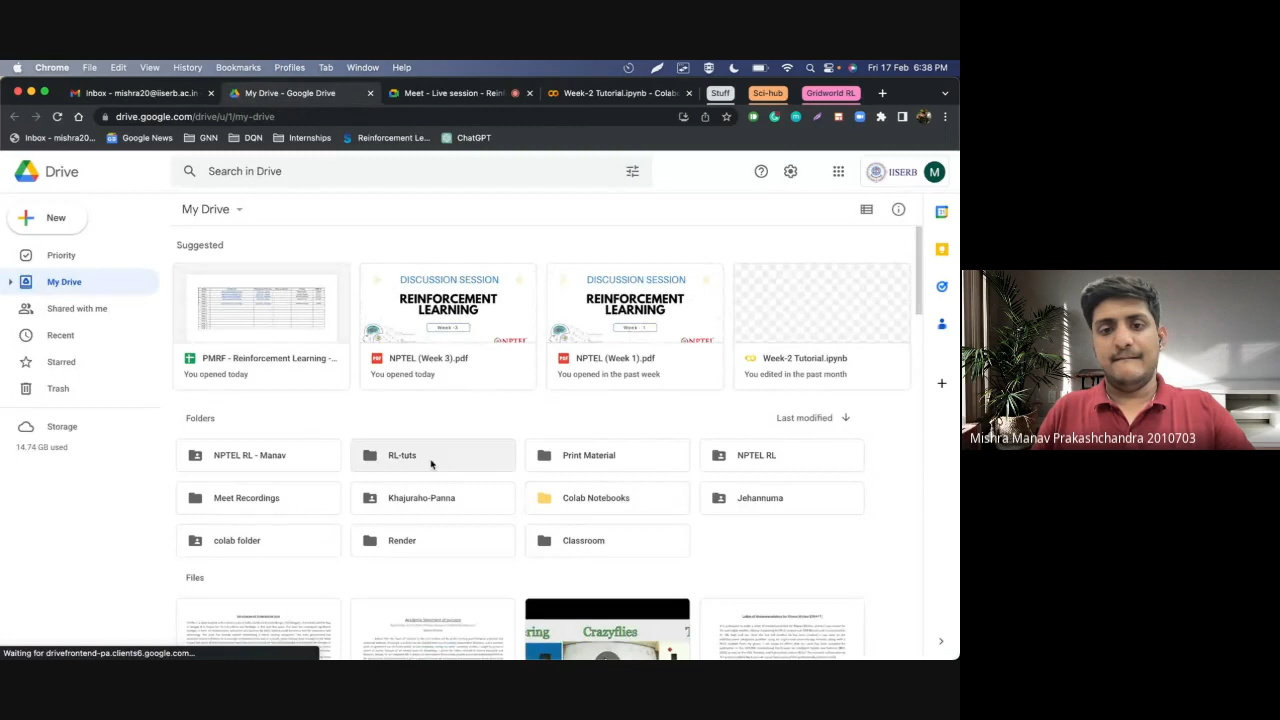 Chrome File Edit View History Bookmarks Profiles Tab Window Help Fri 17 Feb 6:38 PM
Inbox - mishra20@iiserb.ac.in My Drive - Google Drive Meet - Live session - Rein Week-2 Tutorial.ipynb - Colab Stuff Sci-hub Gridworld RL
drive.google.com/drive/u/1/my-drive
Inbox - mishra20... Google News GNN DQN Internships Reinforcement Le... ChatGPT
Drive Search in Drive IISERB M
New
My Drive
Priority
My Drive
Shared with me
Recent
Starred
Trash
Storage
14.74 GB used
Suggested
DISCUSSION SESSION
REINFORCEMENT
LEARNING
Week -3
NPTEL
DISCUSSION SESSION
REINFORCEMENT
LEARNING
Week - 1
NPTEL
PMRF - Reinforcement Learning -...
You opened today
NPTEL (Week 3).pdf
You opened today
NPTEL (Week 1).pdf
You opened in the past week
Week-2 Tutorial.ipynb
You edited in the past month
Folders Last modified
NPTEL RL - Manav RL-tuts Print Material NPTEL RL
Meet Recordings Khajuraho-Panna Colab Notebooks Jehannuma
colab folder Render Classroom
Files
ring Crazyflies
google.com...
Mishra Manav Prakashchandra 2010703